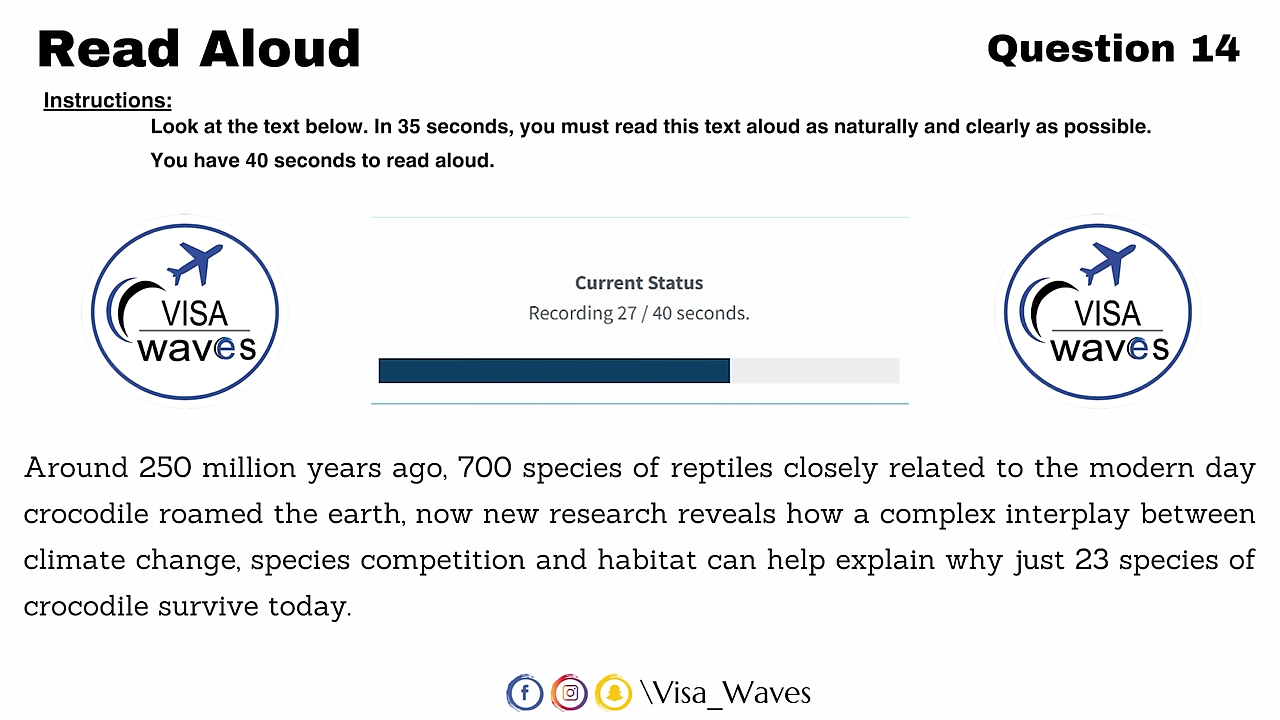 Read Aloud
Question 14
Instructions:
Look at the text below. In 35 seconds, you must read this text aloud as naturally and clearly as possible.
You have 40 seconds to read aloud.
VISA
waves
Current Status
Recording 27 / 40 seconds.
VISA
waves
Around 250 million years ago, 700 species of reptiles closely related to the modern day
crocodile roamed the earth, now new research reveals how a complex interplay between
climate change, species competition and habitat can help explain why just 23 species of
crocodile survive today.
\Visa_Waves